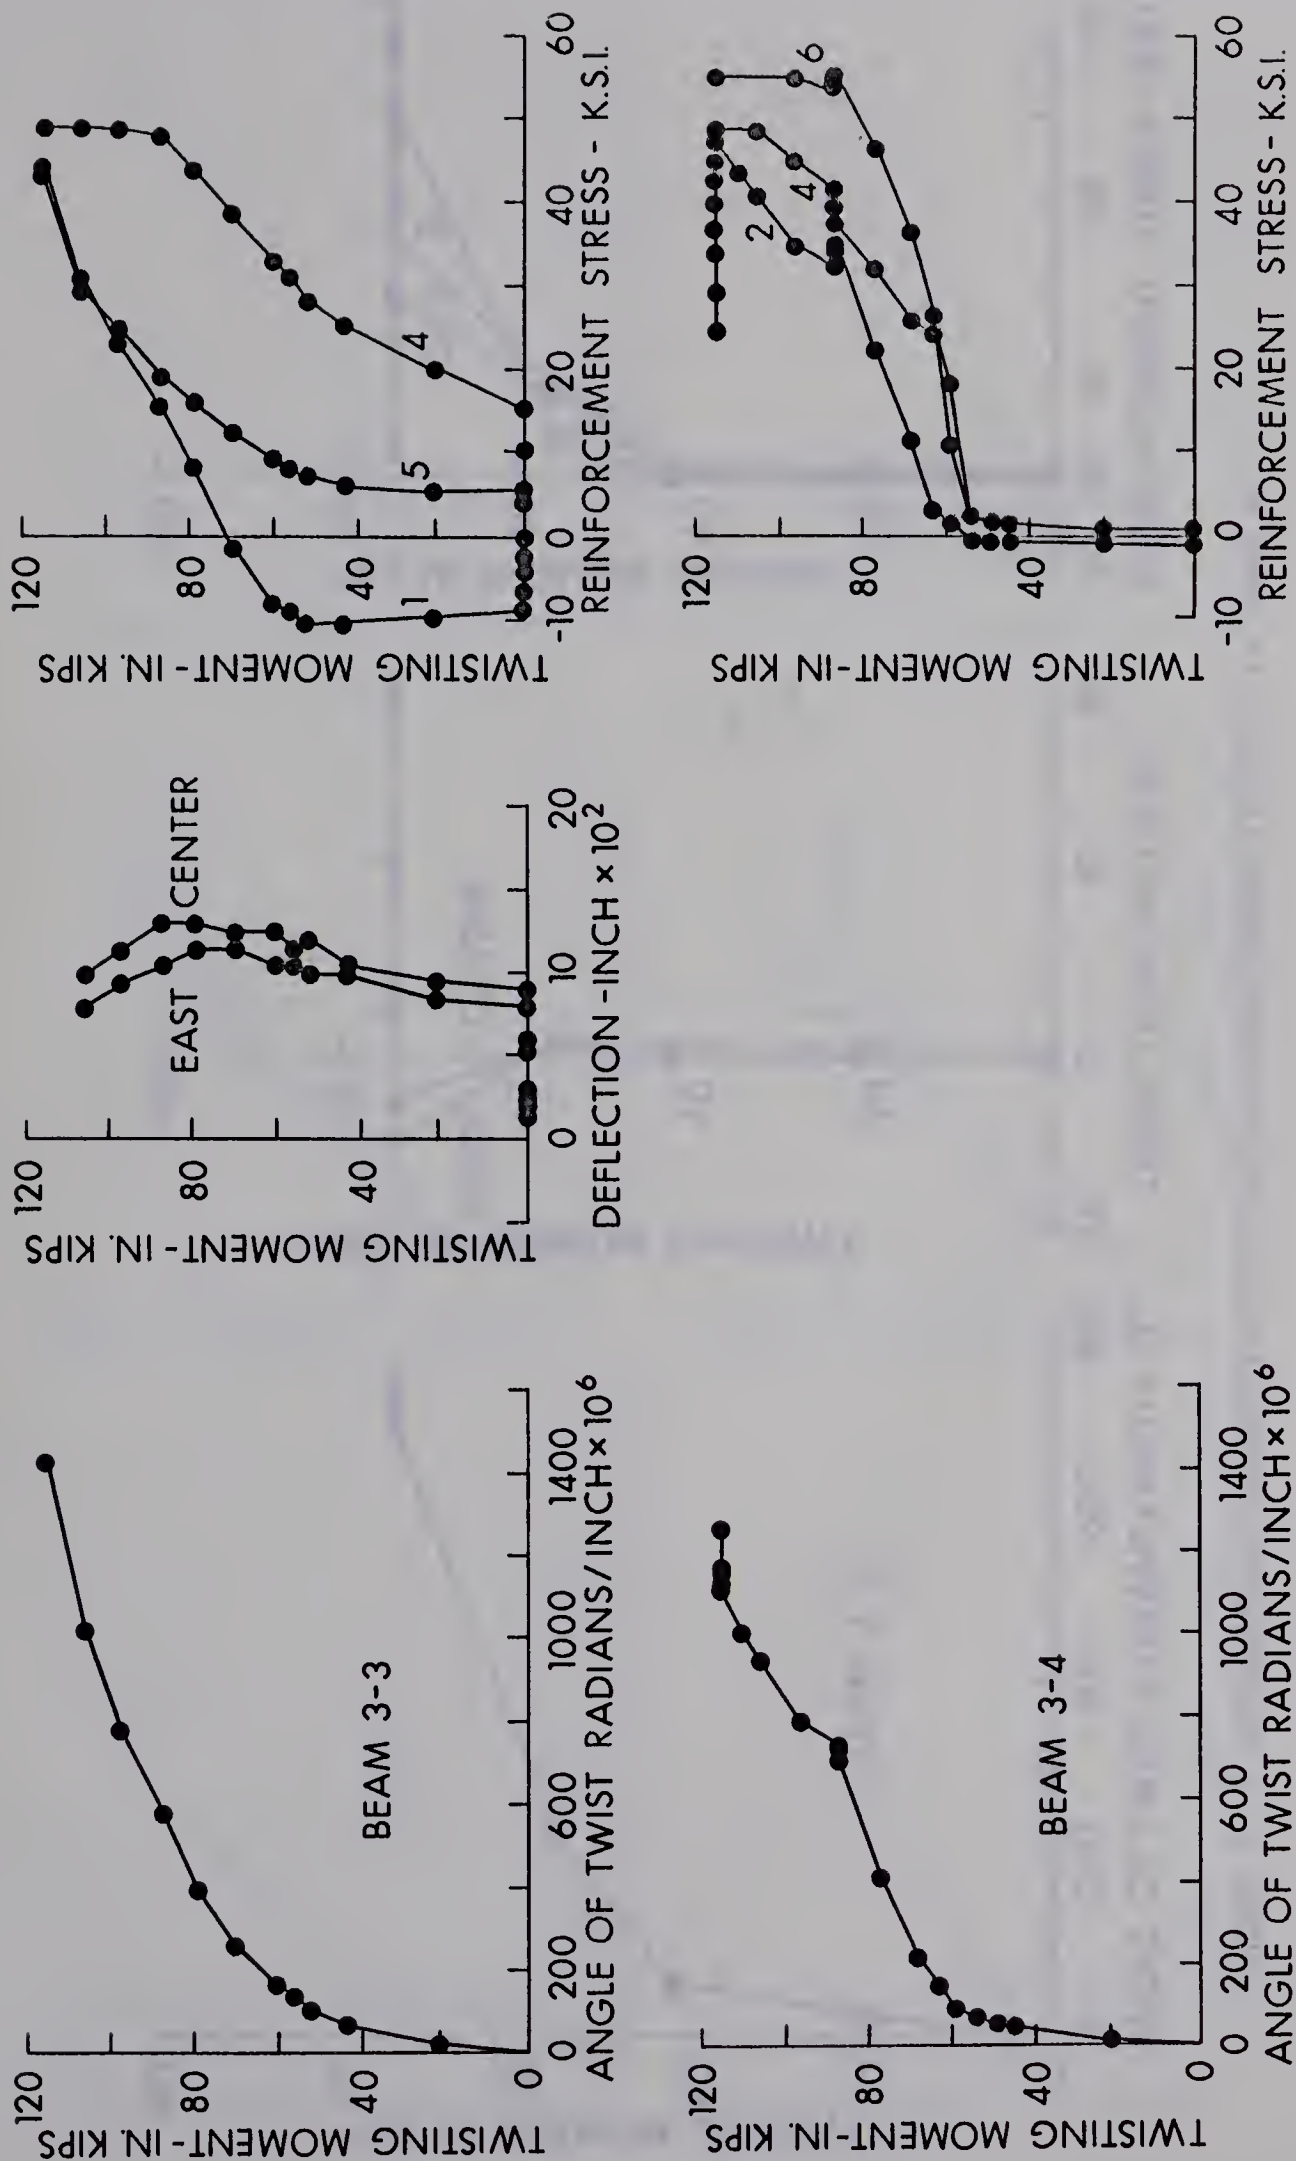 TWISTING MOMENT-IN. KIPS
120
80
40
0
0 200 600 1000 1400
ANGLE OF TWIST RADIANS/INCH×10⁶
BEAM 3-3
TWISTING MOMENT-IN. KIPS
120
80
40
EAST CENTER
0 10 20
DEFLECTION-INCH ×10²
TWISTING MOMENT-IN. KIPS
120
80
40
1
5
4
-10 0 20 40 60
REINFORCEMENT STRESS-K.S.I.
TWISTING MOMENT-IN. KIPS
120
80
40
0
0 200 600 1000 1400
ANGLE OF TWIST RADIANS/INCH×10⁶
BEAM 3-4
TWISTING MOMENT-IN KIPS
120
80
40
2
4
6
-10 0 20 40 60
REINFORCEMENT STRESS-K.S.I.